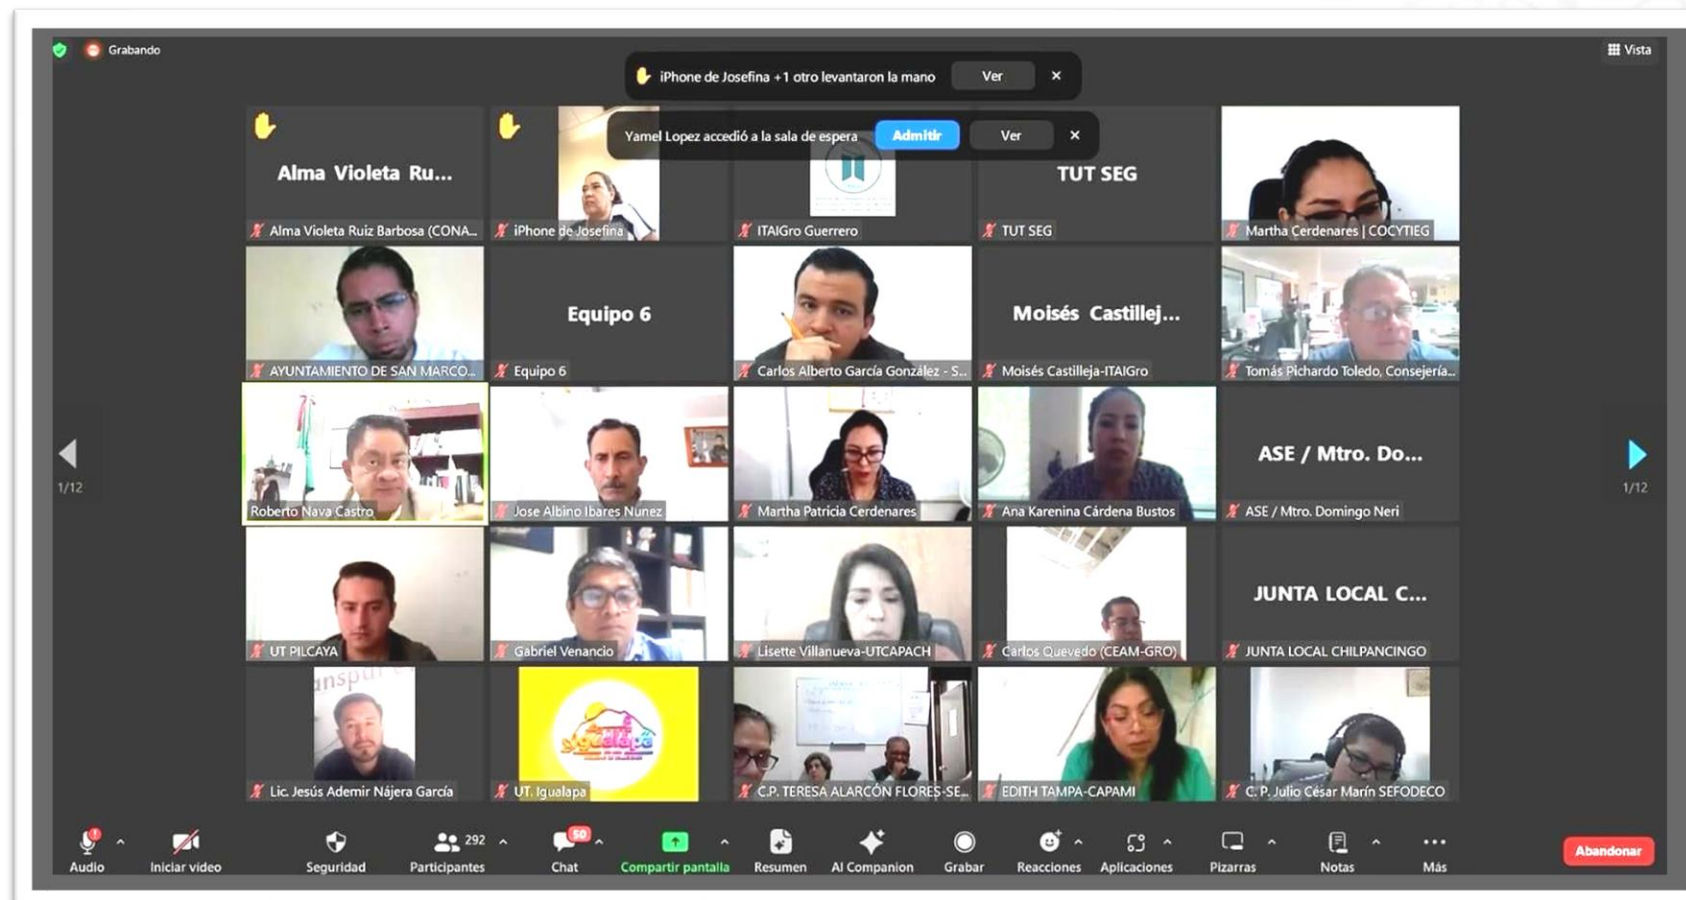 Grabando
Vista
iPhone de Josefina +1 otro levantaron la mano
Ver
Yamel Lopez accedió a la sala de espera
Admitir
Ver
Alma Violeta Ru...
TUT SEG
Alma Violeta Ruiz Barbosa (CONA...
iPhone de Josefina
ITAIGro Guerrero
TUT SEG
Martha Cerdenares | COCYTIEG
Equipo 6
Moisés Castillej...
AYUNTAMIENTO DE SAN MARCO...
Equipo 6
Carlos Alberto García González - S...
Moisés Castilleja-ITAIGro
Tomás Pichardo Toledo, Consejería...
ASE / Mtro. Do...
Roberto Nava Castro
Jose Albino Ibares Nunez
Martha Patricia Cerdenares
Ana Karenina Cárdena Bustos
ASE / Mtro. Domingo Neri
1/12
1/12
JUNTA LOCAL C...
UT PILCAYA
Gabriel Venancio
Lisette Villanueva-UTCAPACH
Carlos Quevedo (CEAM-GRO)
JUNTA LOCAL CHILPANCINGO
Igualapa
Lic. Jesús Ademir Nájera García
UT. Igualapa
C.P. TERESA ALARCÓN FLORES-SE...
EDITH TAMPA-CAPAMI
C. P. Julio César Marín SEFODECO
292
50
Audio
Iniciar video
Seguridad
Participantes
Chat
Compartir pantalla
Resumen
AI Companion
Grabar
Reacciones
Aplicaciones
Pizarras
Notas
Más
Abandonar